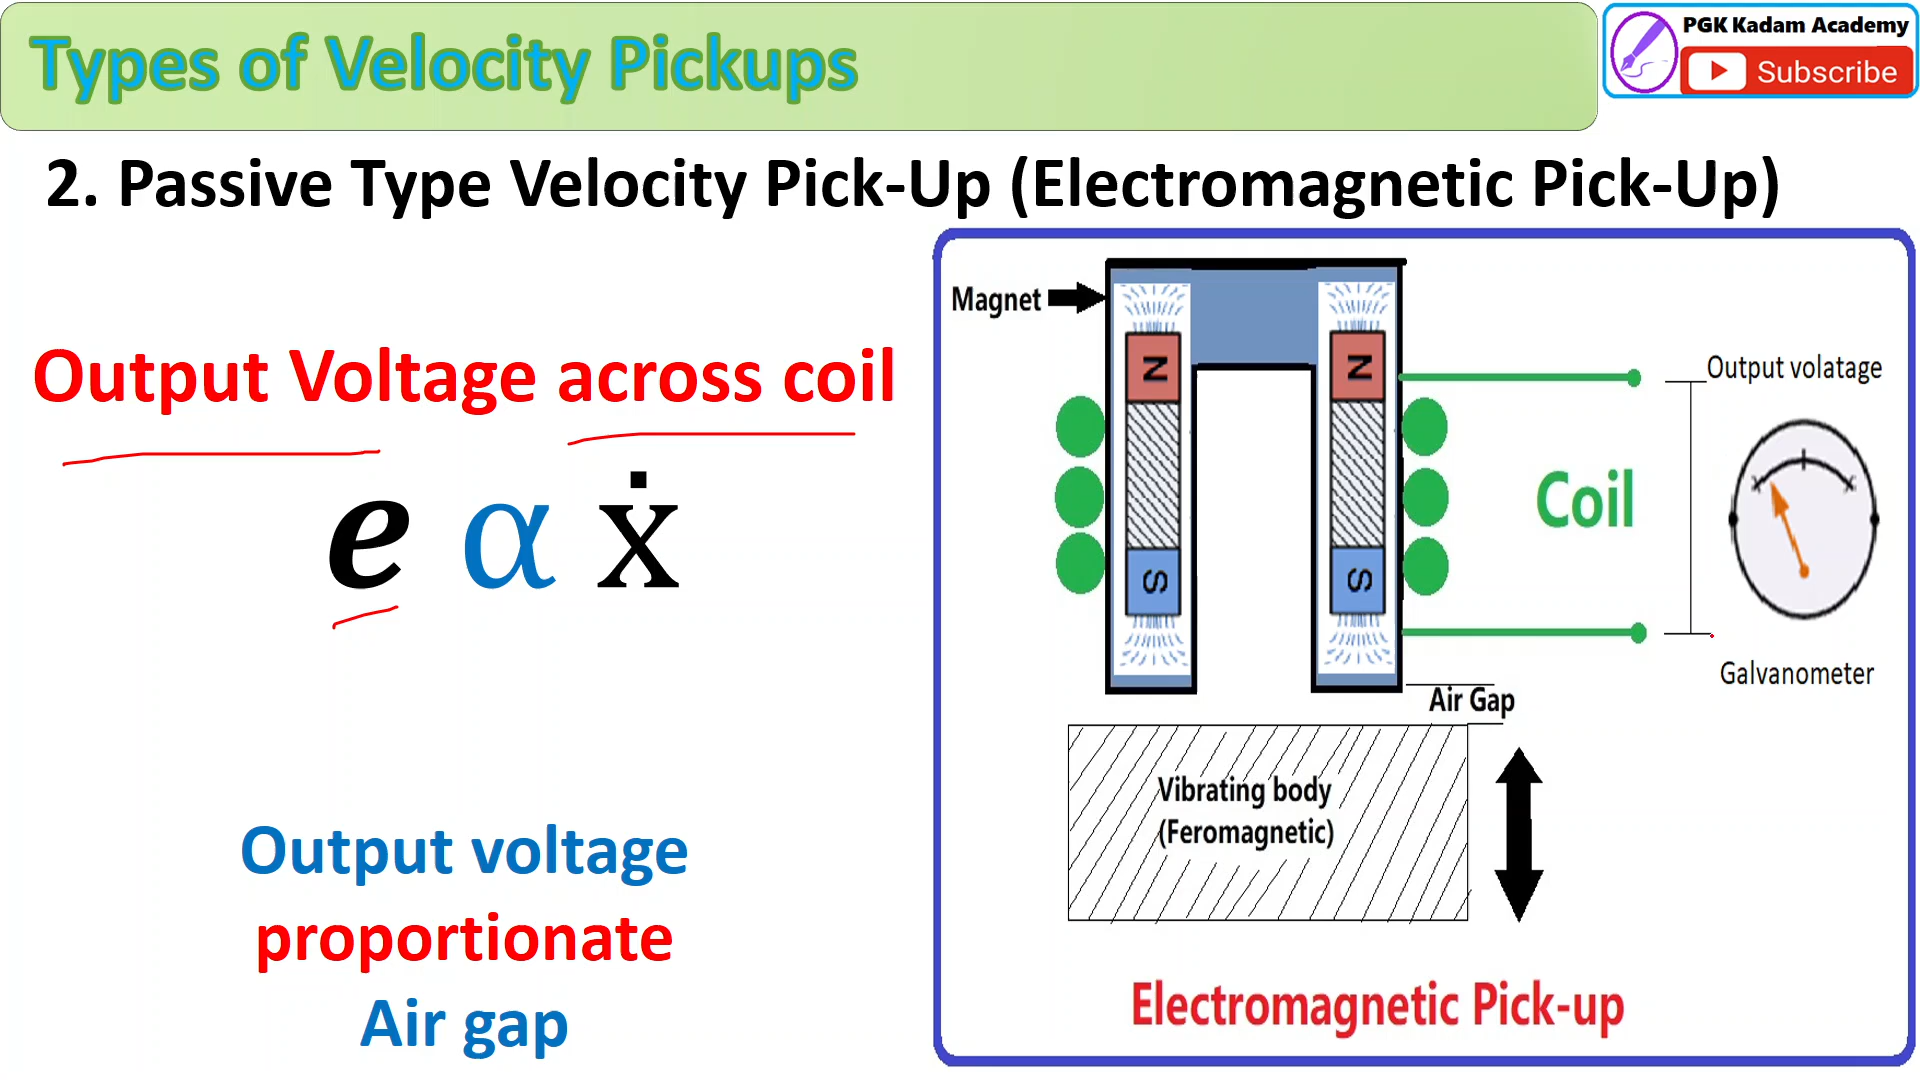 Types of Velocity Pickups
PGK Kadam Academy
Subscribe
2. Passive Type Velocity Pick-Up (Electromagnetic Pick-Up)
Output Voltage across coil
e α ẋ
Output voltage
proportionate
Air gap
Magnet
N
N
S
S
Coil
Output volatage
Galvanometer
Air Gap
Vibrating body
(Feromagnetic)
Electromagnetic Pick-up